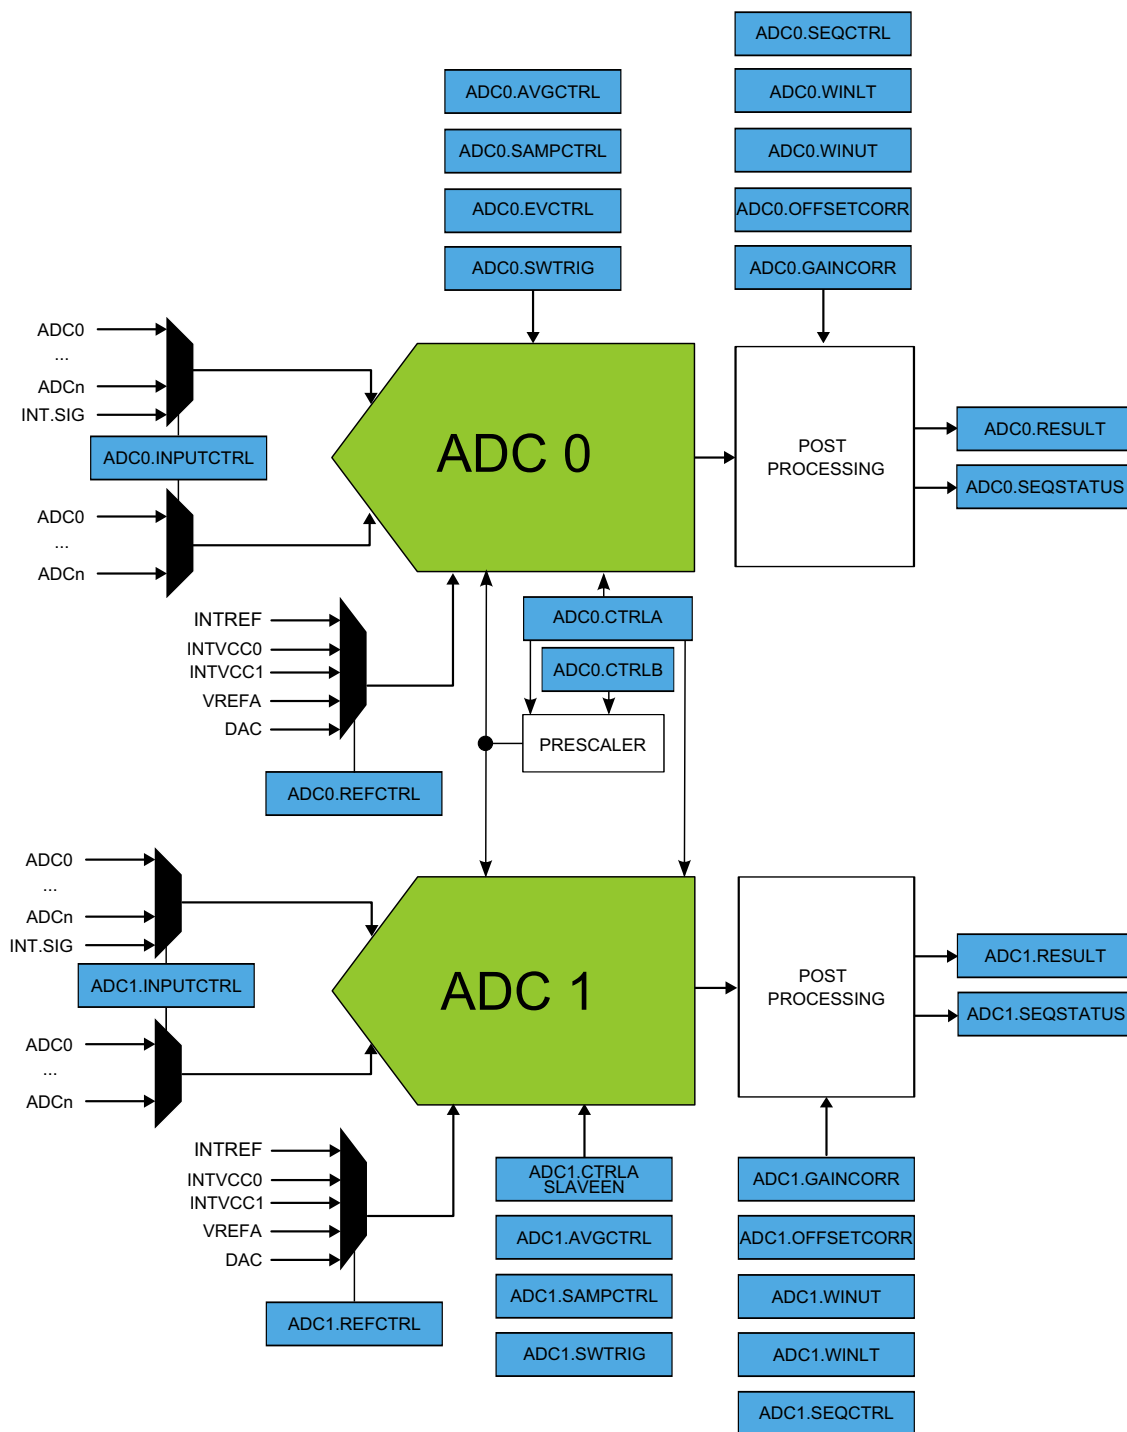 ADC0.SEQCTRL
ADC0.AVGCTRL
ADC0.WINLT
ADC0.SAMPCTRL
ADC0.WINUT
ADC0.EVCTRL
ADC0.OFFSETCORR
ADC0.SWTRIG
ADC0.GAINCORR
ADC0
...
ADCn
INT.SIG
ADC0.INPUTCTRL
ADC0
...
ADCn
ADC 0
POST
PROCESSING
ADC0.RESULT
ADC0.SEQSTATUS
INTREF
INTVCC0
INTVCC1
VREFA
DAC
ADC0.REFCTRL
ADC0.CTRLA
ADC0.CTRLB
PRESCALER
ADC0
...
ADCn
INT.SIG
ADC1.INPUTCTRL
ADC0
...
ADCn
ADC 1
POST
PROCESSING
ADC1.RESULT
ADC1.SEQSTATUS
INTREF
INTVCC0
INTVCC1
VREFA
DAC
ADC1.REFCTRL
ADC1.CTRLA
SLAVEEN
ADC1.AVGCTRL
ADC1.SAMPCTRL
ADC1.SWTRIG
ADC1.GAINCORR
ADC1.OFFSETCORR
ADC1.WINUT
ADC1.WINLT
ADC1.SEQCTRL